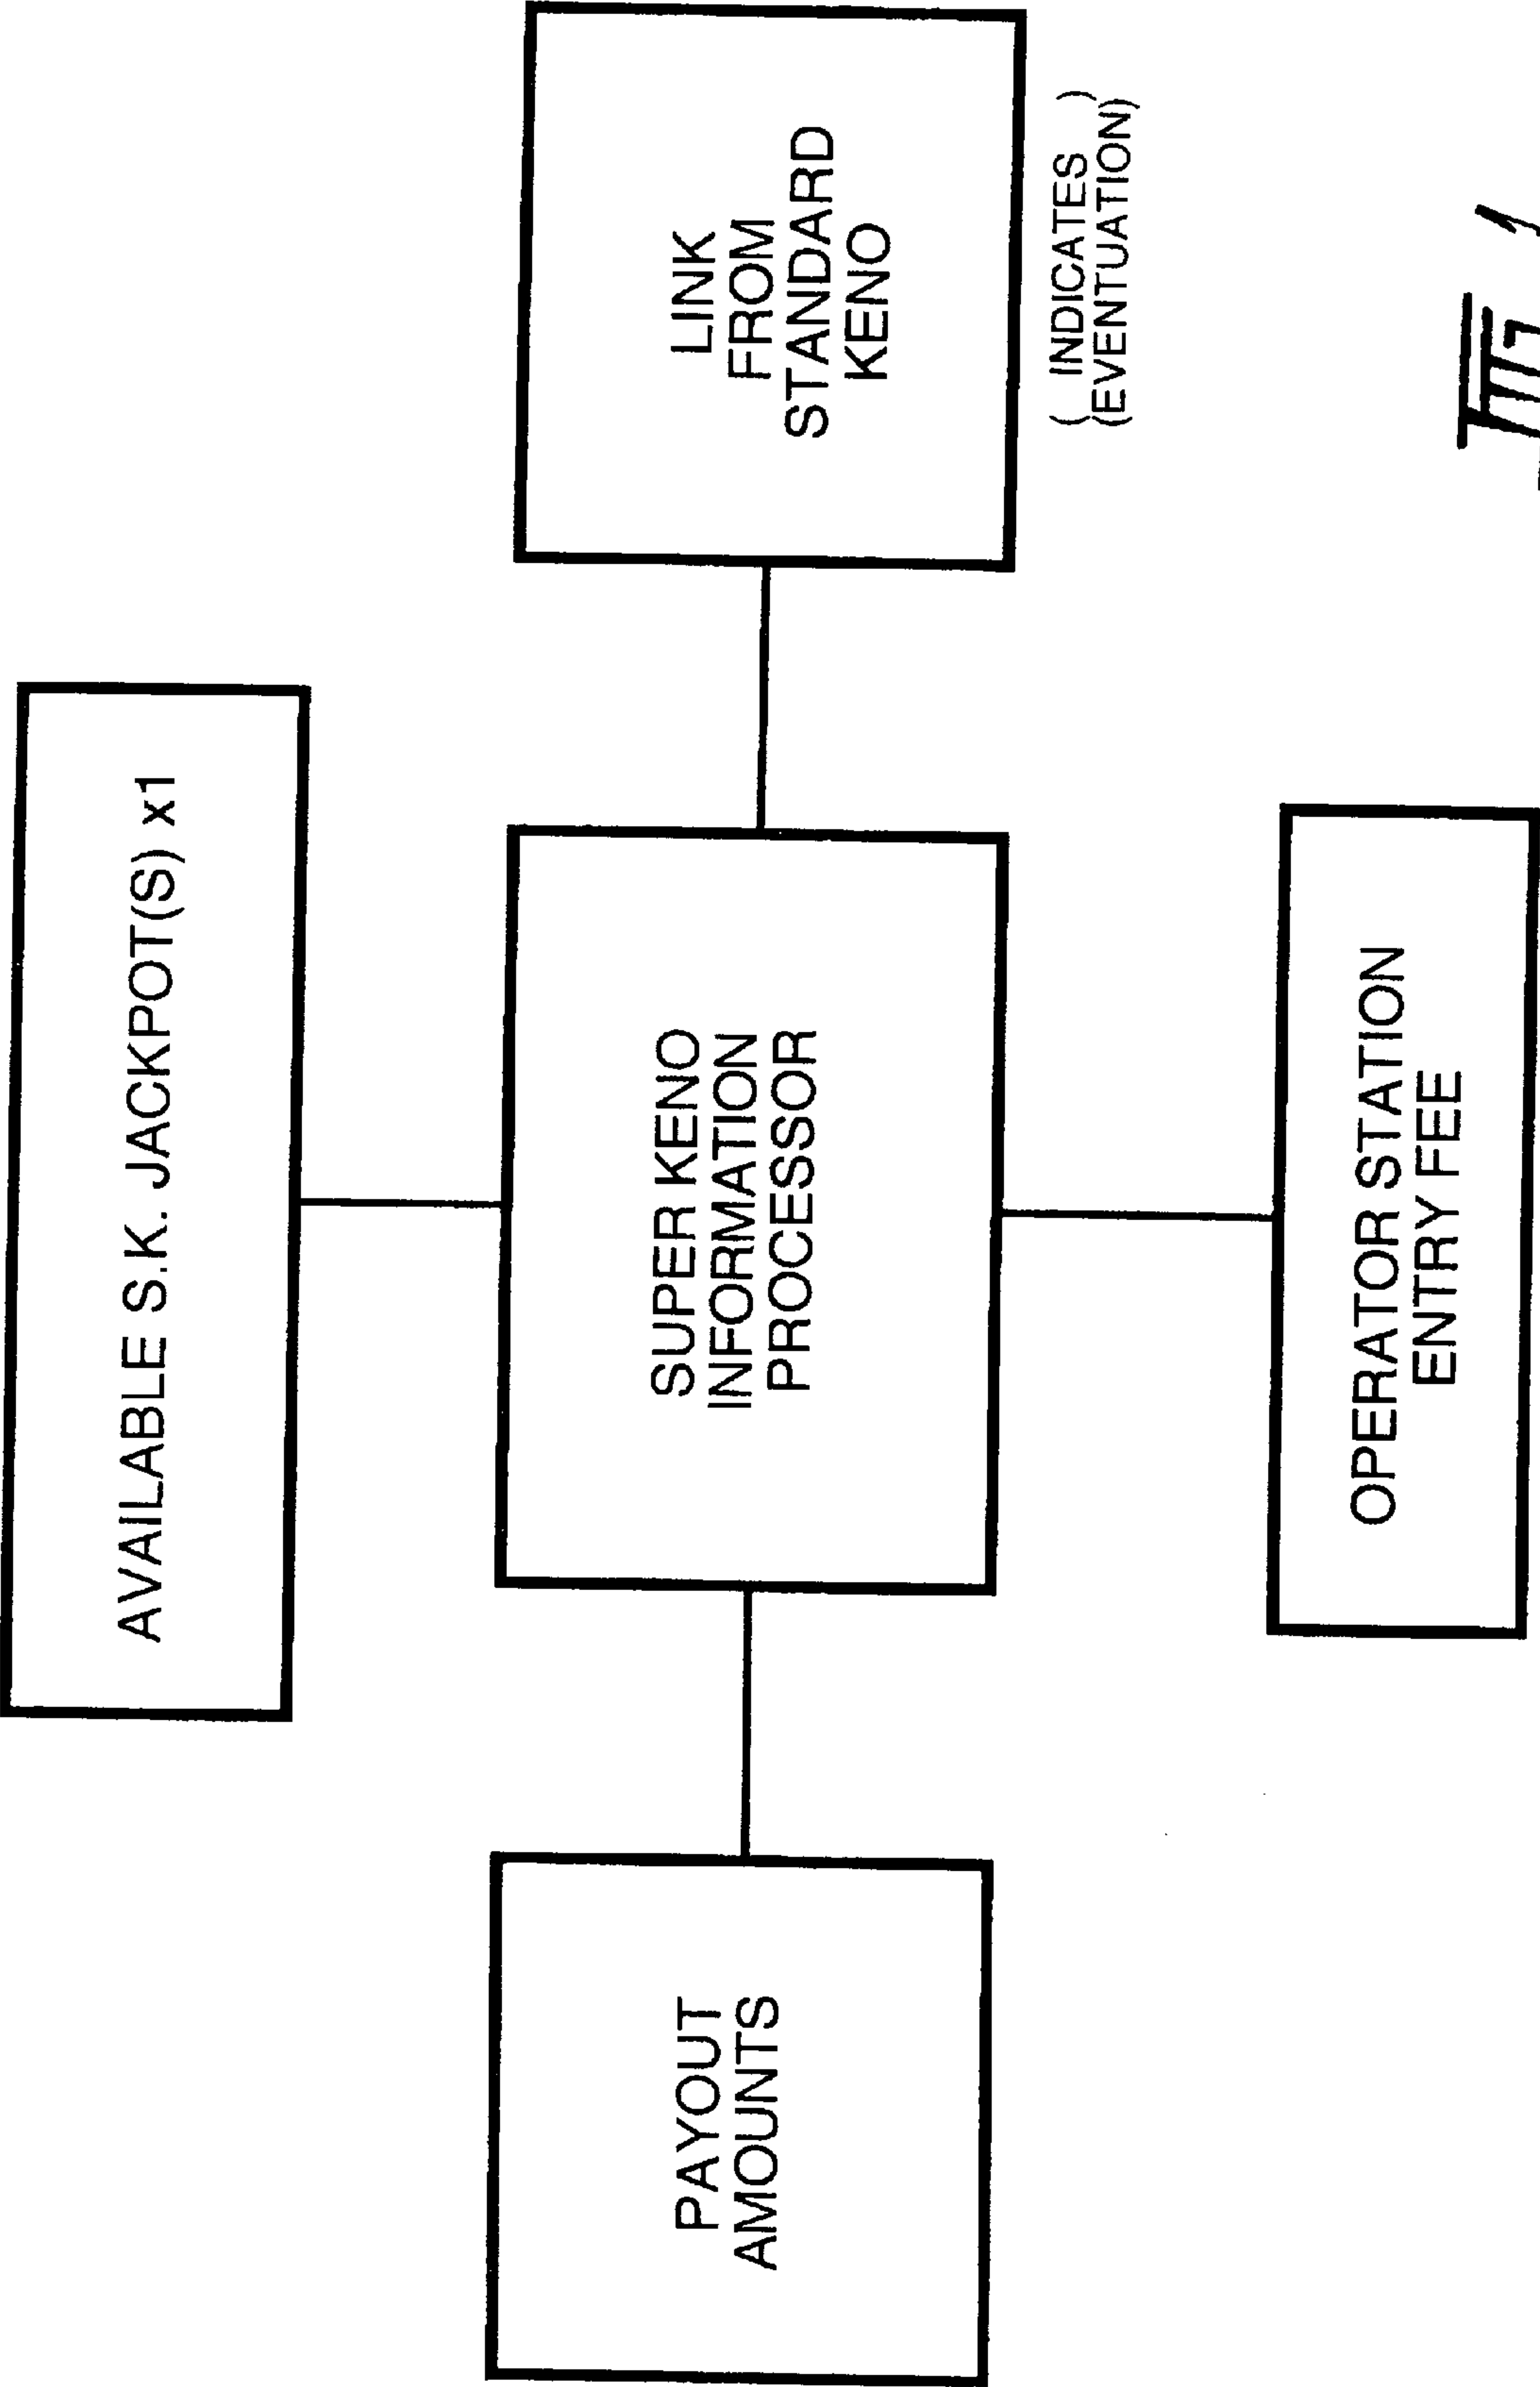 AVAILABLE S.K. JACKPOT(S) x1
PAYOUT
AMOUNTS
SUPER KENO
INFORMATION
PROCESSOR
LINK
FROM
STANDARD
KENO
( INDICATES )
(EVENTUATION)
OPERATOR STATION
ENTRY FEE